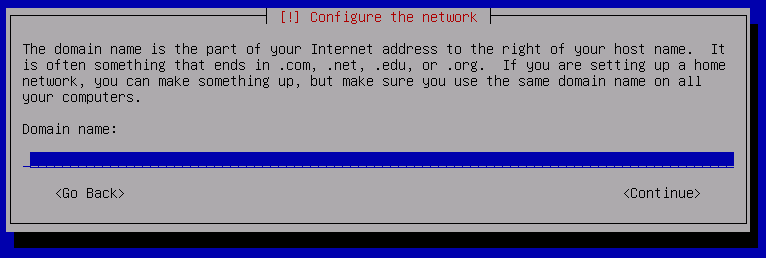 [!] Configure the network
The domain name is the part of your Internet address to the right of your host name.  It
is often something that ends in .com, .net, .edu, or .org.  If you are setting up a home
network, you can make something up, but make sure you use the same domain name on all
your computers.
Domain name:
<Go Back>
<Continue>